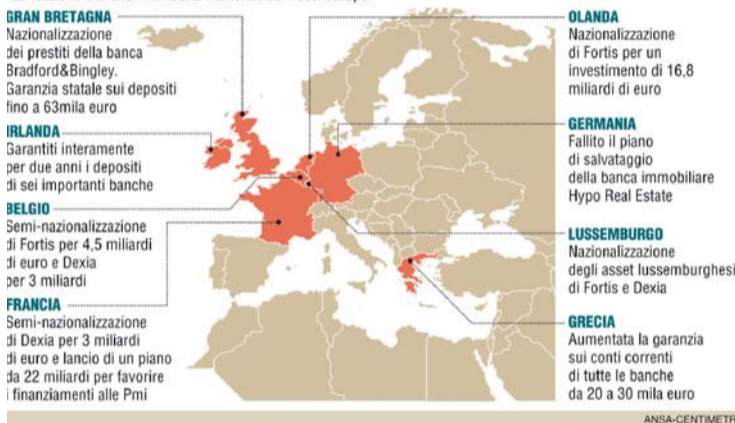 GRAN BRETAGNA
Nazionalizzazione
dei prestiti della banca
Bradford&Bingley.
Garanzia statale sui depositi
fino a 63mila euro
IRLANDA
Garantiti interamente
per due anni i depositi
di sei importanti banche
BELGIO
Semi-nazionalizzazione
di Fortis per 4,5 miliardi
di euro e Dexia
per 3 miliardi
FRANCIA
Semi-nazionalizzazione
di Dexia per 3 miliardi
di euro e lancio di un piano
da 22 miliardi per favorire
i finanziamenti alle Pmi
OLANDA
Nazionalizzazione
di Fortis per un
investimento di 16,8
miliardi di euro
GERMANIA
Fallito il piano
di salvataggio
della banca immobiliare
Hypo Real Estate
LUSSEMBURGO
Nazionalizzazione
degli asset lussemburghesi
di Fortis e Dexia
GRECIA
Aumentata la garanzia
sui conti correnti
di tutte le banche
da 20 a 30 mila euro
ANSA-CENTIMETR